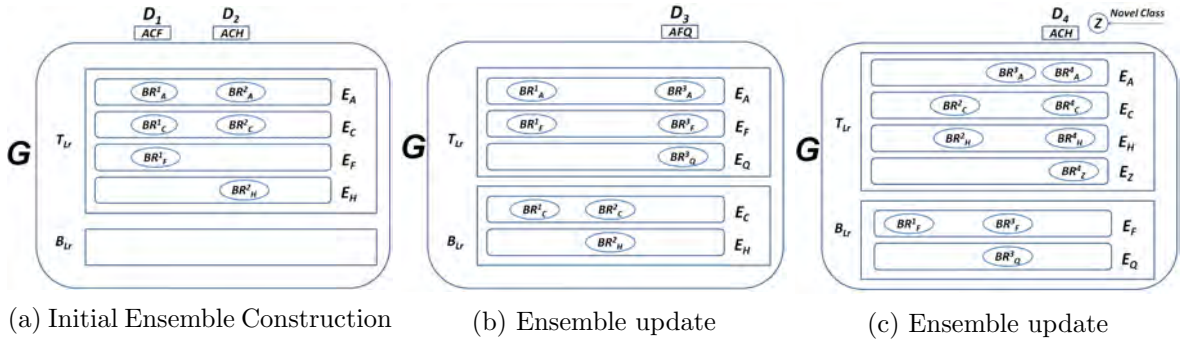 D1 D2
ACF ACH
G
TLr
BR1A BR2A EA
BR1C BR2C EC
BR1F EF
BR2H EH
BLr
(a) Initial Ensemble Construction
D3
AFQ
G
TLr
BR1A BR3A EA
BR1F BR3F EF
BR3Q EQ
BLr
BR1C BR2C EC
BR2H EH
(b) Ensemble update
D4 Z Novel Class
ACH
G
TLr
BR3A BR4A EA
BR2C BR4C EC
BR2H BR4H EH
BR4Z EZ
BLr
BR1F BR3F EF
BR3Q EQ
(c) Ensemble update